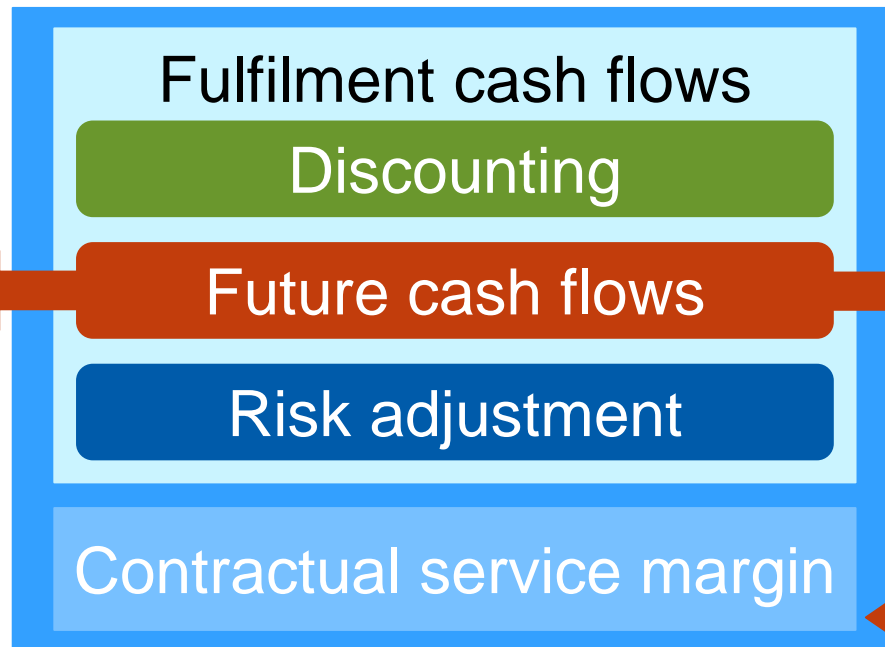 Fulfilment cash flows
Discounting
Future cash flows
Risk adjustment
Contractual service margin